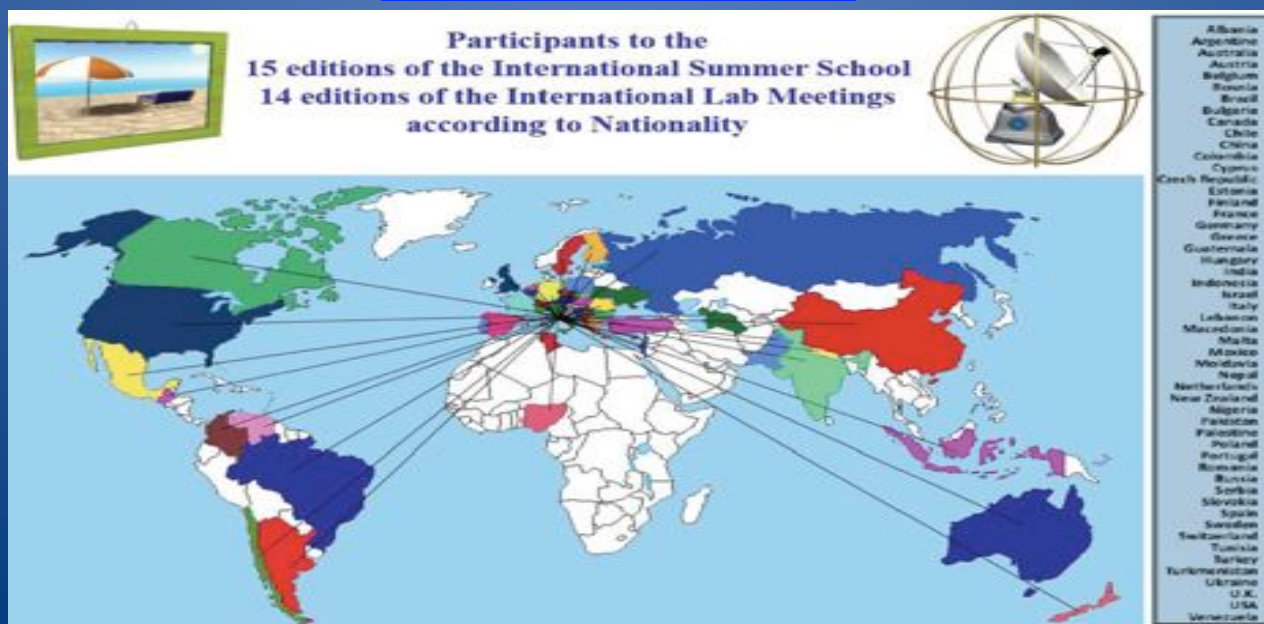 Participants to the
15 editions of the International Summer School
14 editions of the International Lab Meetings
according to Nationality
Albania
Argentine
Australia
Austria
Belgium
Bosnia
Brazil
Bulgaria
Canada
Chile
China
Colombia
Cyprus
Czech Republic
Estonia
Finland
France
Germany
Greece
Guatemala
Hungary
India
Indonesia
Israel
Italy
Lebanon
Macedonia
Malta
Mexico
Moldavia
Nepal
Netherlands
New Zealand
Nigeria
Pakistan
Palestine
Poland
Portugal
Romania
Russia
Serbia
Slovakia
Spain
Sweden
Switzerland
Tunisia
Turkey
Turkmenistan
Ukraine
U.K.
USA
Venezuela